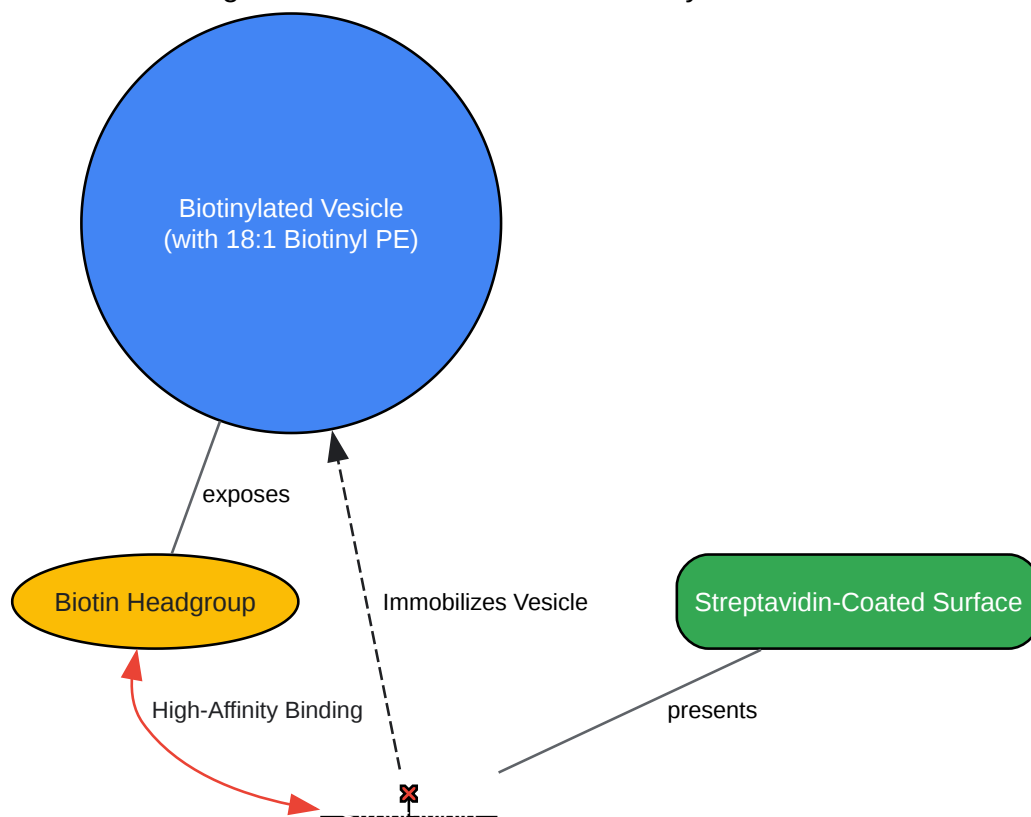 Biotinylated Vesicle
(with 18:1 Biotinyl PE)
exposes
Biotin Headgroup
Immobilizes Vesicle
Streptavidin-Coated Surface
High-Affinity Binding
presents